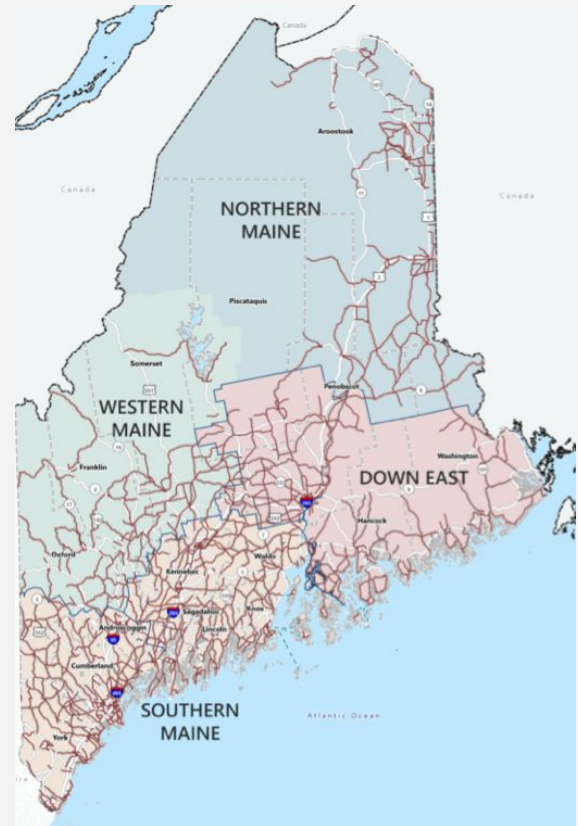 Canada
Aroostook
Canada
Canada
NORTHERN
MAINE
Piscataquis
Somerset
Penobscot
WESTERN
MAINE
Washington
Franklin
DOWN EAST
Hancock
Oxford
Waldo
Kennebec
Androscoggin
Sagadahoc
Knox
Lincoln
Cumberland
SOUTHERN
MAINE
Atlantic Ocean
York